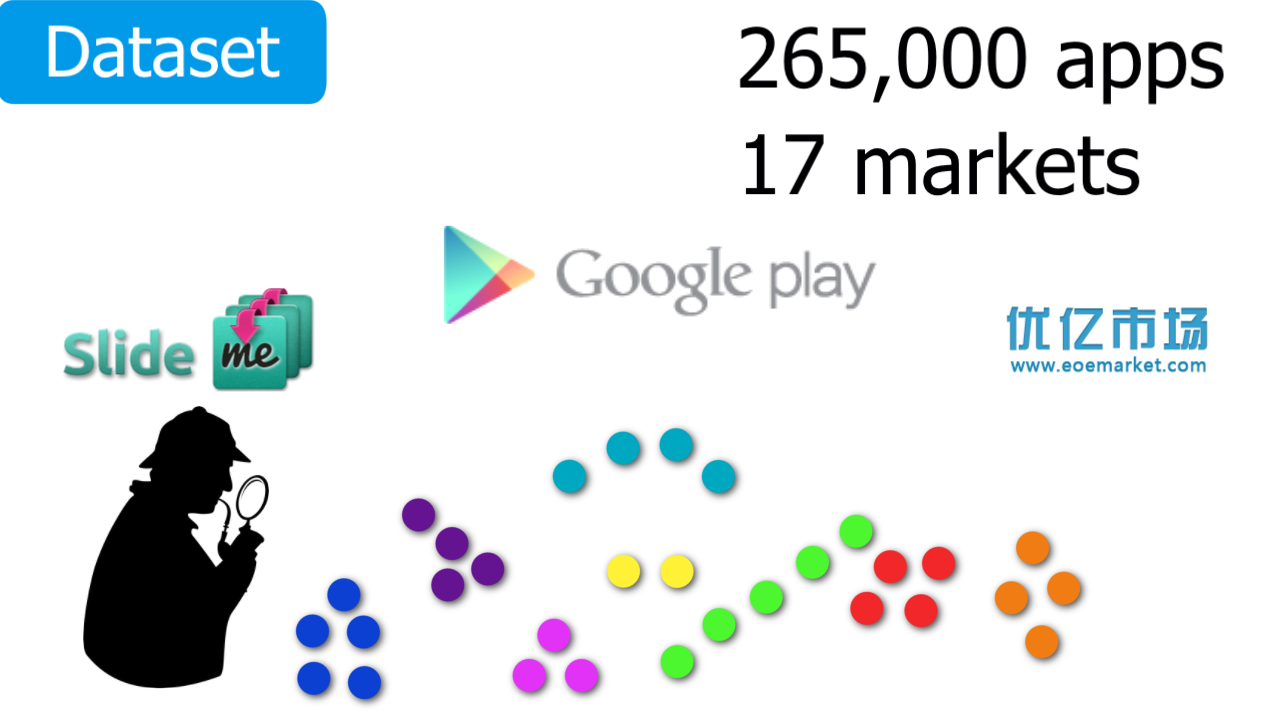 Dataset
265,000 apps
17 markets
Google play
Slide me
优亿市场
www.eoemarket.com